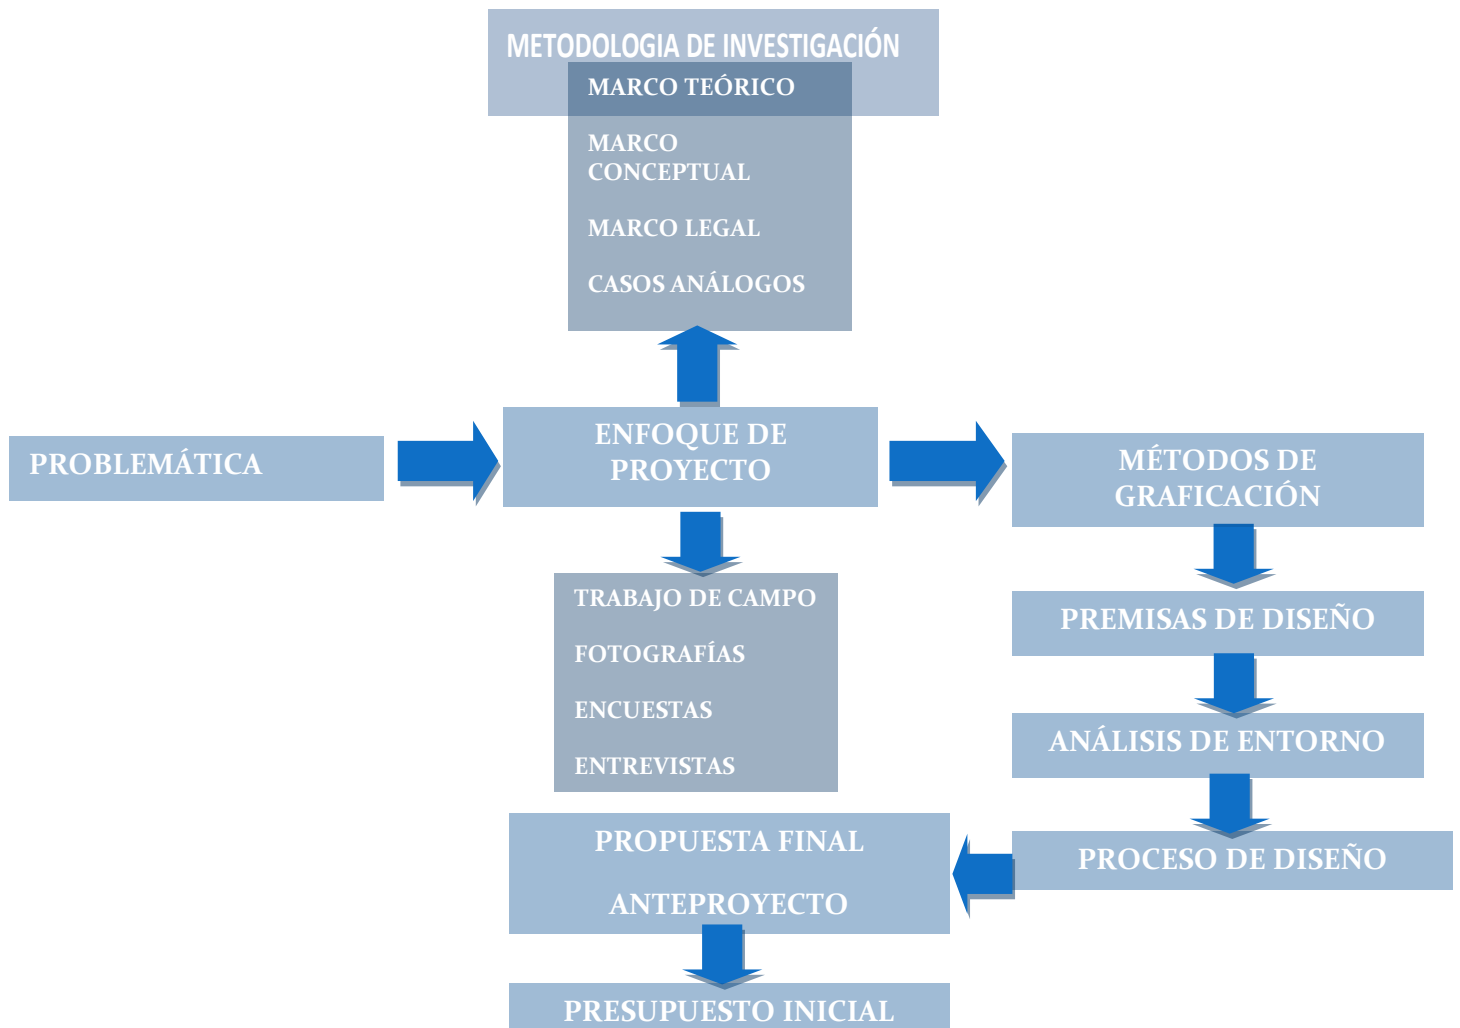 METODOLOGIA DE INVESTIGACIÓN
MARCO TEÓRICO
MARCO
CONCEPTUAL
MARCO LEGAL
CASOS ANÁLOGOS
PROBLEMÁTICA
ENFOQUE DE
PROYECTO
MÉTODOS DE
GRAFICACIÓN
TRABAJO DE CAMPO
FOTOGRAFÍAS
ENCUESTAS
ENTREVISTAS
PREMISAS DE DISEÑO
ANÁLISIS DE ENTORNO
PROCESO DE DISEÑO
PROPUESTA FINAL
ANTEPROYECTO
PRESUPUESTO INICIAL